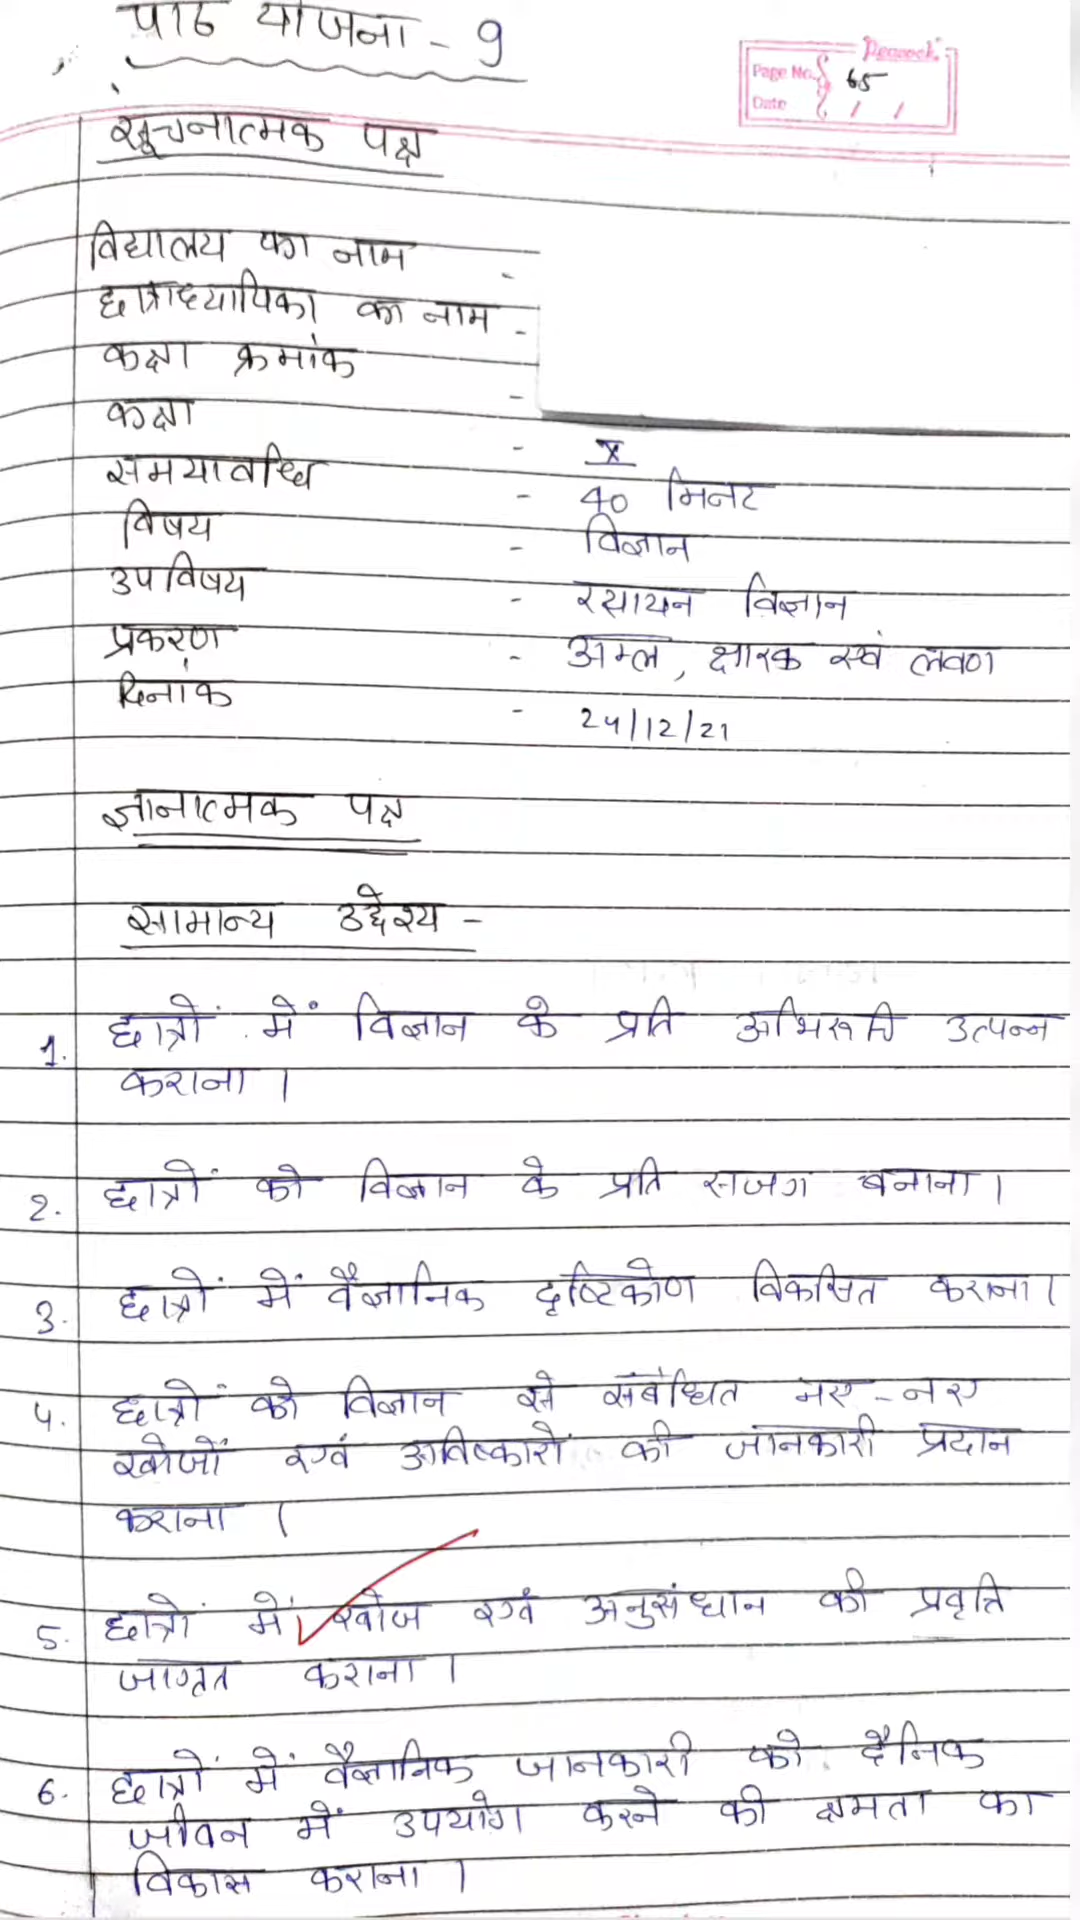 पाठ योजना - 9
Peacock
Page No. 65
Date / /
सूचनात्मक पक्ष
विद्यालय का नाम -
छात्राध्यापिका का नाम -
कक्षा क्रमांक -
कक्षा - X
समयावधि - 40 मिनट
विषय - विज्ञान
उपविषय - रसायन विज्ञान
प्रकरण - अम्ल, क्षारक एवं लवण
दिनांक - 24/12/21
ज्ञानात्मक पक्ष
सामान्य उद्देश्य -
1. छात्रों में विज्ञान के प्रति अभिरुचि उत्पन्न
कराना ।
2. छात्रों को विज्ञान के प्रति सजग बनाना ।
3. छात्रों में वैज्ञानिक दृष्टिकोण विकसित कराना ।
4. छात्रों को विज्ञान से संबंधित नए - नए
खोजों एवं अविष्कारों की जानकारी प्रदान
कराना ।
5. छात्रों में खोज एवं अनुसंधान की प्रवृति
जागृत कराना ।
6. छात्रों में वैज्ञानिक जानकारी को दैनिक
जीवन में उपयोग करने की क्षमता का
विकास कराना ।